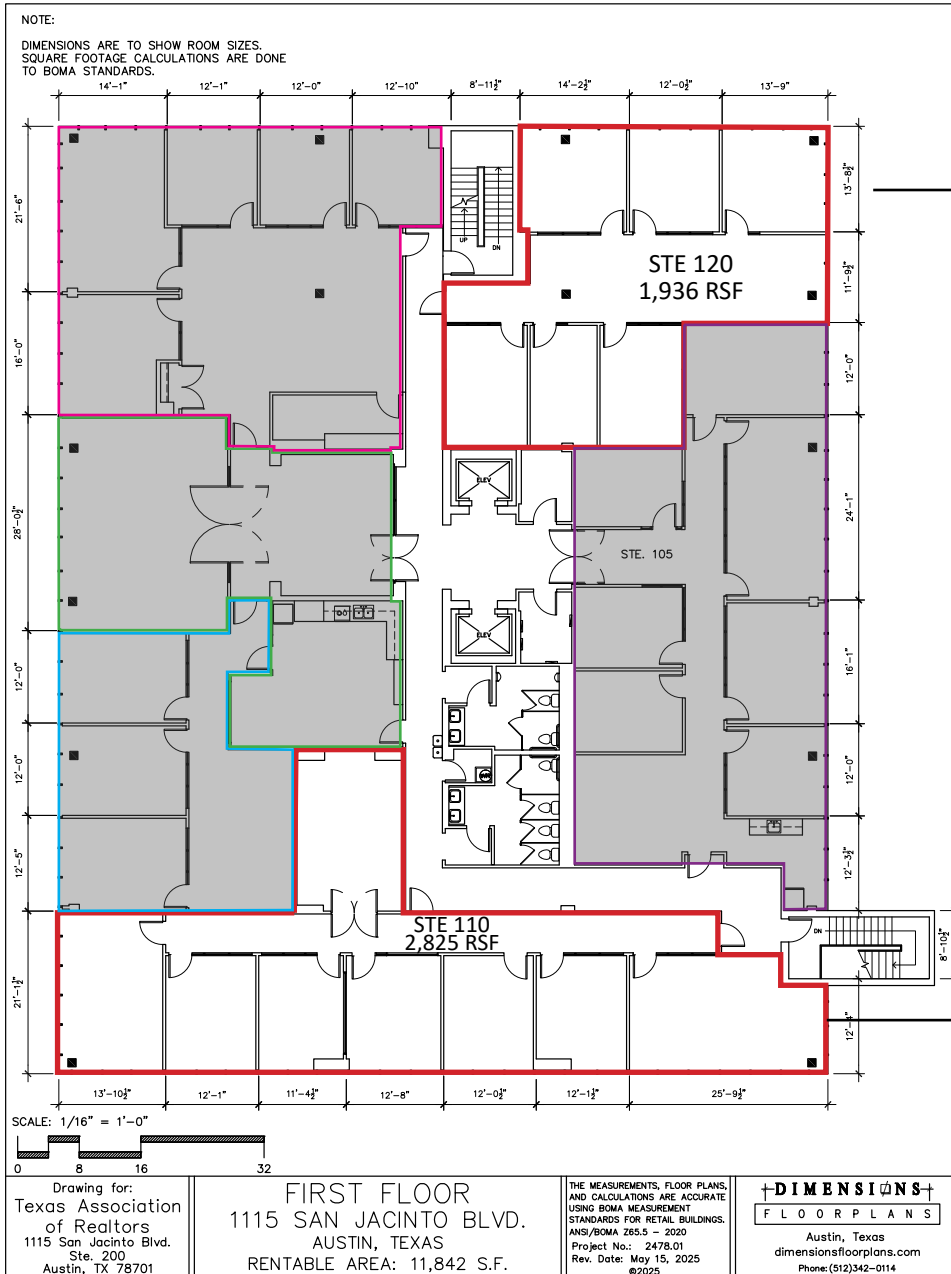 NOTE:
DIMENSIONS ARE TO SHOW ROOM SIZES.
SQUARE FOOTAGE CALCULATIONS ARE DONE
TO BOMA STANDARDS.
14'-1"
12'-1"
12'-0"
12'-10"
8'-11½"
14'-2½"
12'-0½"
13'-9"
21'-6"
16'-0"
28'-0½"
12'-0"
12'-0"
12'-5"
21'-1½"
UP
DN
STE 120
1,936 RSF
13'-8½"
11'-9½"
12'-0"
24'-1"
16'-1"
12'-0"
12'-3½"
8'-10½"
12'-4"
ELEV
STE. 105
ELEV
STE 110
2,825 RSF
DN
13'-10½"
12'-1"
11'-4½"
12'-8"
12'-0½"
12'-1½"
25'-9½"
SCALE: 1/16" = 1'-0"
0 8 16 32
Drawing for:
Texas Association
of Realtors
1115 San Jacinto Blvd.
Ste. 200
Austin, TX 78701
FIRST FLOOR
1115 SAN JACINTO BLVD.
AUSTIN, TEXAS
RENTABLE AREA: 11,842 S.F.
THE MEASUREMENTS, FLOOR PLANS,
AND CALCULATIONS ARE ACCURATE
USING BOMA MEASUREMENT
STANDARDS FOR RETAIL BUILDINGS.
ANSI/BOMA Z65.5 – 2020
Project No.: 2478.01
Rev. Date: May 15, 2025
©2025
DIMENSIONS
FLOORPLANS
Austin, Texas
dimensionsfloorplans.com
Phone:(512)342-0114